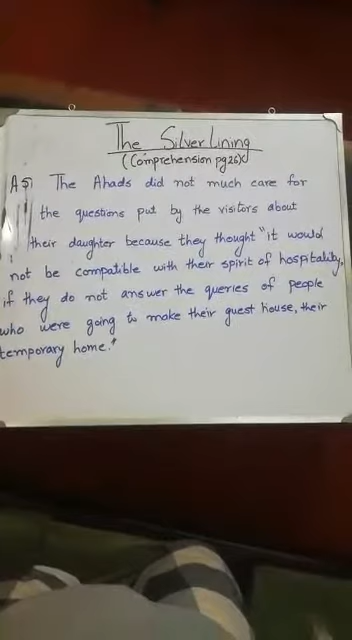 The Silver Lining
(Comprehension pg26)
A5) The Ahads did not much care for
the questions put by the visitors about
their daughter because they thought "it would
not be compatible with their spirit of hospitality,
if they do not answer the queries of people
who were going to make their guest house, their
temporary home."